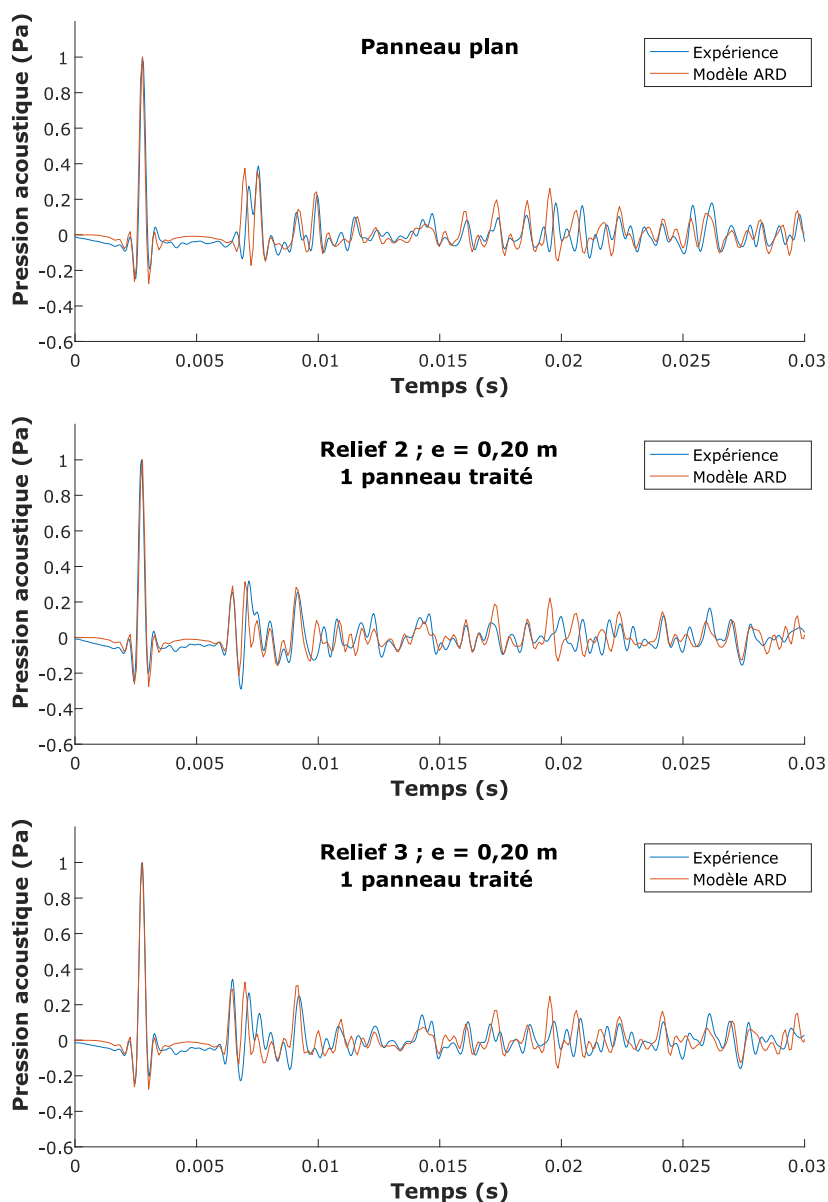 Panneau plan
Expérience
Modèle ARD
Pression acoustique (Pa)
1
0.8
0.6
0.4
0.2
0
-0.2
-0.4
-0.6
0 0.005 0.01 0.015 0.02 0.025 0.03
Temps (s)
Relief 2 ; e = 0,20 m
1 panneau traité
Expérience
Modèle ARD
Pression acoustique (Pa)
1
0.8
0.6
0.4
0.2
0
-0.2
-0.4
-0.6
0 0.005 0.01 0.015 0.02 0.025 0.03
Temps (s)
Relief 3 ; e = 0,20 m
1 panneau traité
Expérience
Modèle ARD
Pression acoustique (Pa)
1
0.8
0.6
0.4
0.2
0
-0.2
-0.4
-0.6
0 0.005 0.01 0.015 0.02 0.025 0.03
Temps (s)